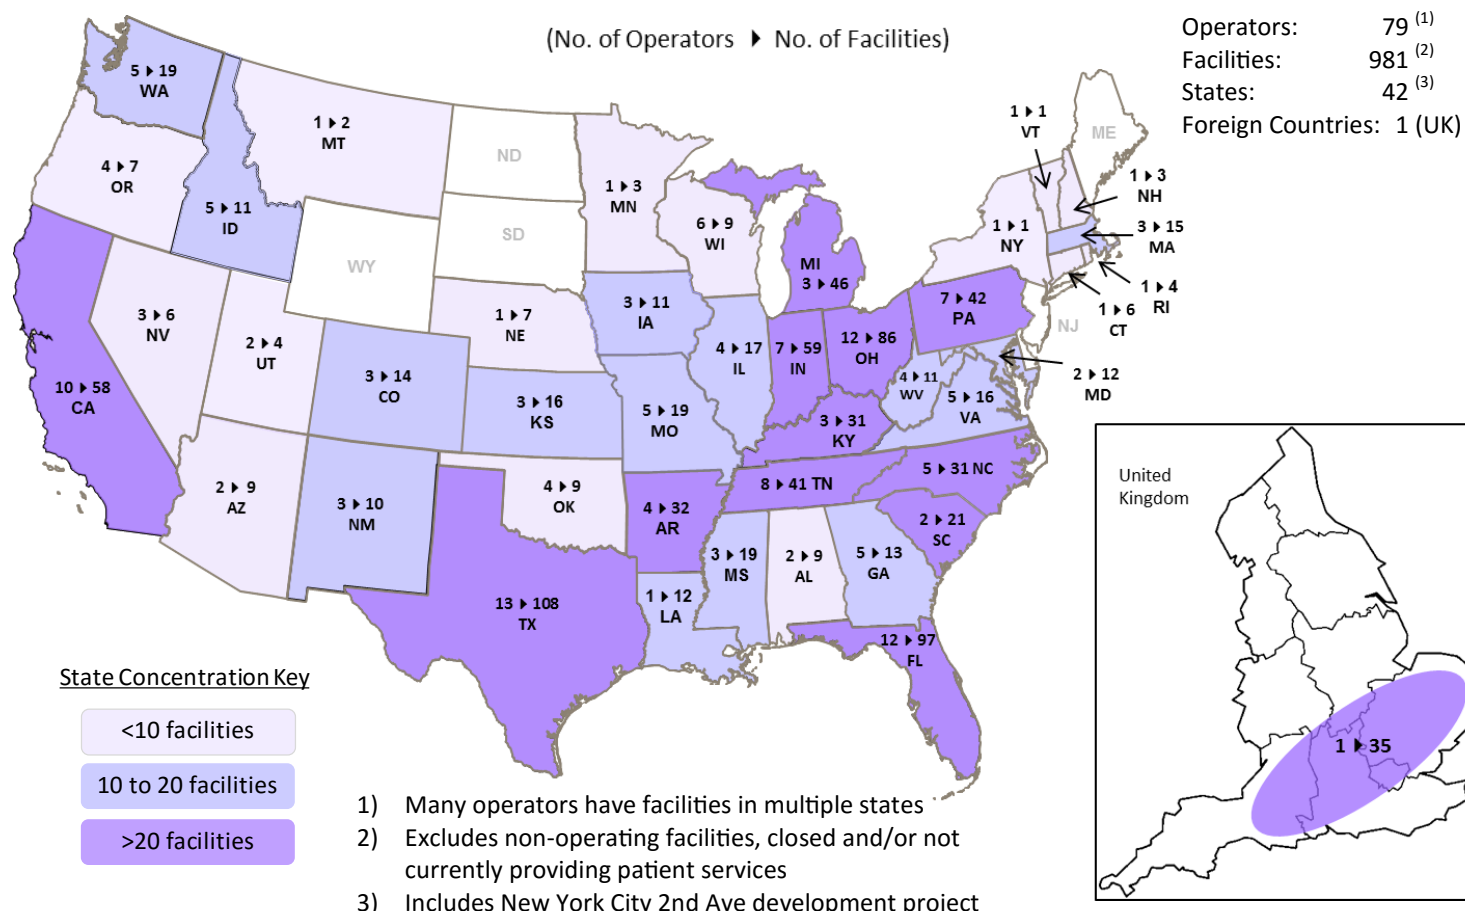 (No. of Operators ▶ No. of Facilities)
Operators: 79 (1)
Facilities: 981 (2)
States: 42 (3)
Foreign Countries: 1 (UK)
5 ▶ 19
WA
1 ▶ 2
MT
ND
4 ▶ 7
OR
5 ▶ 11
ID
WY
SD
1 ▶ 3
MN
6 ▶ 9
WI
MI
3 ▶ 46
1 ▶ 1
NY
1 ▶ 1
VT
ME
1 ▶ 3
NH
3 ▶ 15
MA
1 ▶ 4
RI
1 ▶ 6
CT
NJ
3 ▶ 6
NV
2 ▶ 4
UT
3 ▶ 14
CO
1 ▶ 7
NE
3 ▶ 11
IA
4 ▶ 17
IL
7 ▶ 59
IN
12 ▶ 86
OH
7 ▶ 42
PA
2 ▶ 12
MD
10 ▶ 58
CA
3 ▶ 16
KS
5 ▶ 19
MO
3 ▶ 31
KY
4 ▶ 11
WV
5 ▶ 16
VA
2 ▶ 9
AZ
3 ▶ 10
NM
4 ▶ 9
OK
4 ▶ 32
AR
8 ▶ 41 TN
5 ▶ 31 NC
2 ▶ 21
SC
13 ▶ 108
TX
1 ▶ 12
LA
3 ▶ 19
MS
2 ▶ 9
AL
5 ▶ 13
GA
12 ▶ 97
FL
United
Kingdom
1 ▶ 35
State Concentration Key
<10 facilities
10 to 20 facilities
>20 facilities
1) Many operators have facilities in multiple states
2) Excludes non-operating facilities, closed and/or not
currently providing patient services
3) Includes New York City 2nd Ave development project